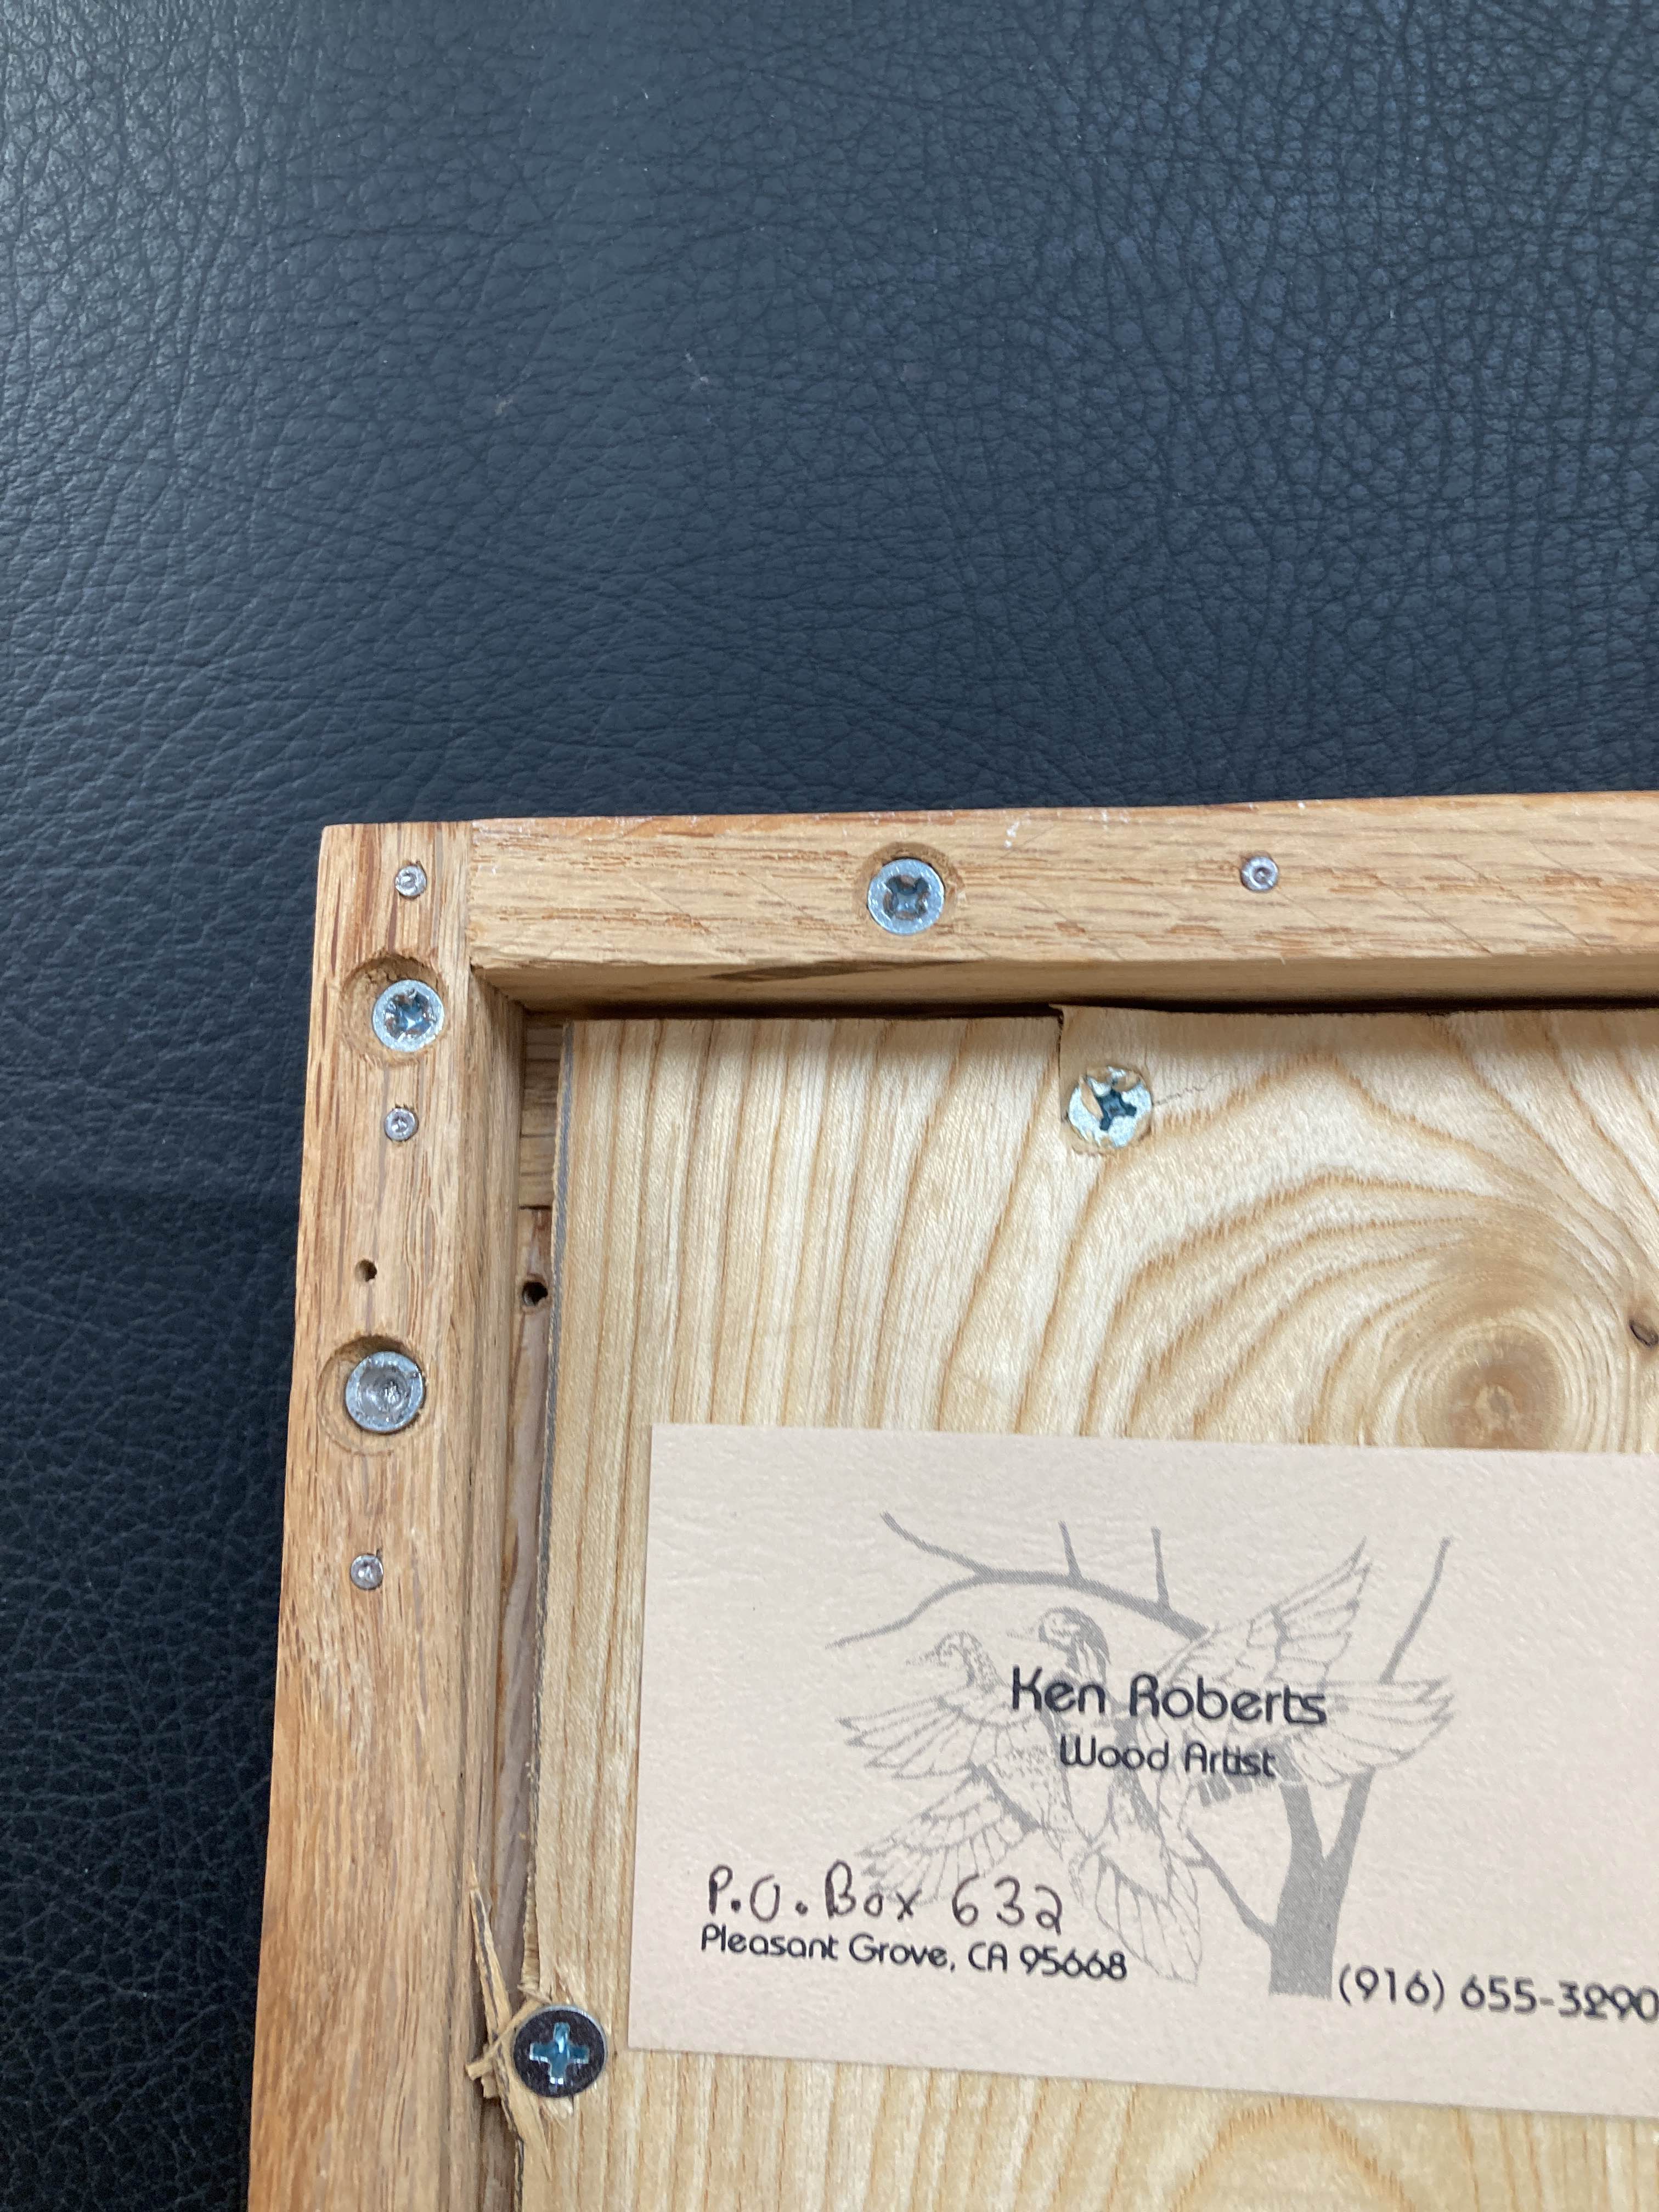 Ken Roberts
Wood Artist
P.O. Box 632
Pleasant Grove, CA 95668
(916) 655-3290